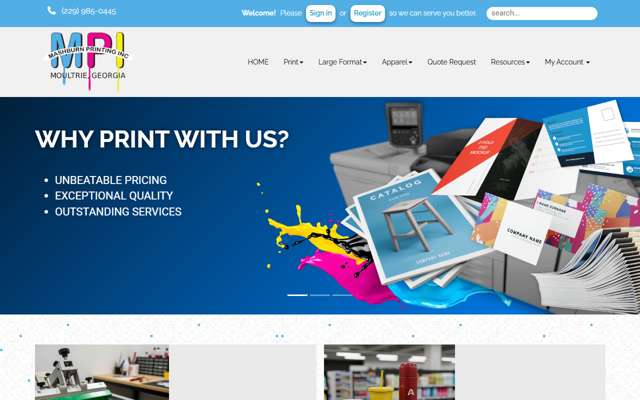 (229) 985-0445
Welcome! Please Sign in or Register so we can serve you better.
search...
MPI
MASHBURN PRINTING INC
MOULTRIE, GEORGIA
HOME Print Large Format Apparel Quote Request Resources My Account
WHY PRINT WITH US?
UNBEATABLE PRICING
EXCEPTIONAL QUALITY
OUTSTANDING SERVICES
CATALOG
COMPANY NAME
A